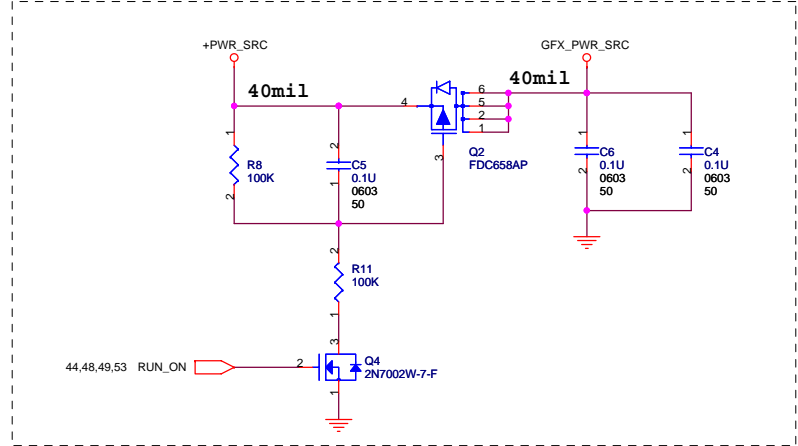 +PWR_SRC
GFX_PWR_SRC
40mil
40mil
4
6
5
2
1
3
Q2
FDC658AP
1
R8
100K
2
2
C5
0.1U
0603
50
1
1
C6
0.1U
0603
50
2
1
C4
0.1U
0603
50
2
2
R11
100K
1
3
Q4
2N7002W-7-F
2
1
44,48,49,53 RUN_ON